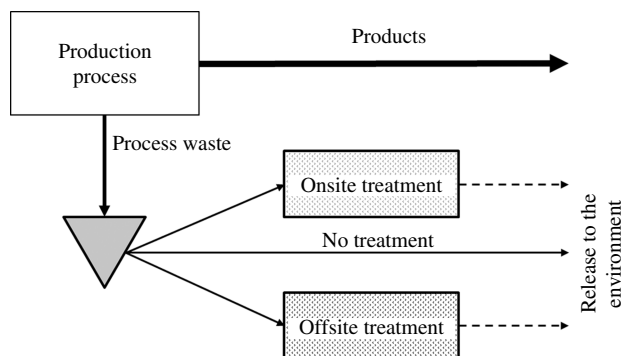 Production
process
Products
Process waste
Onsite treatment
No treatment
Offsite treatment
Release to the
environment